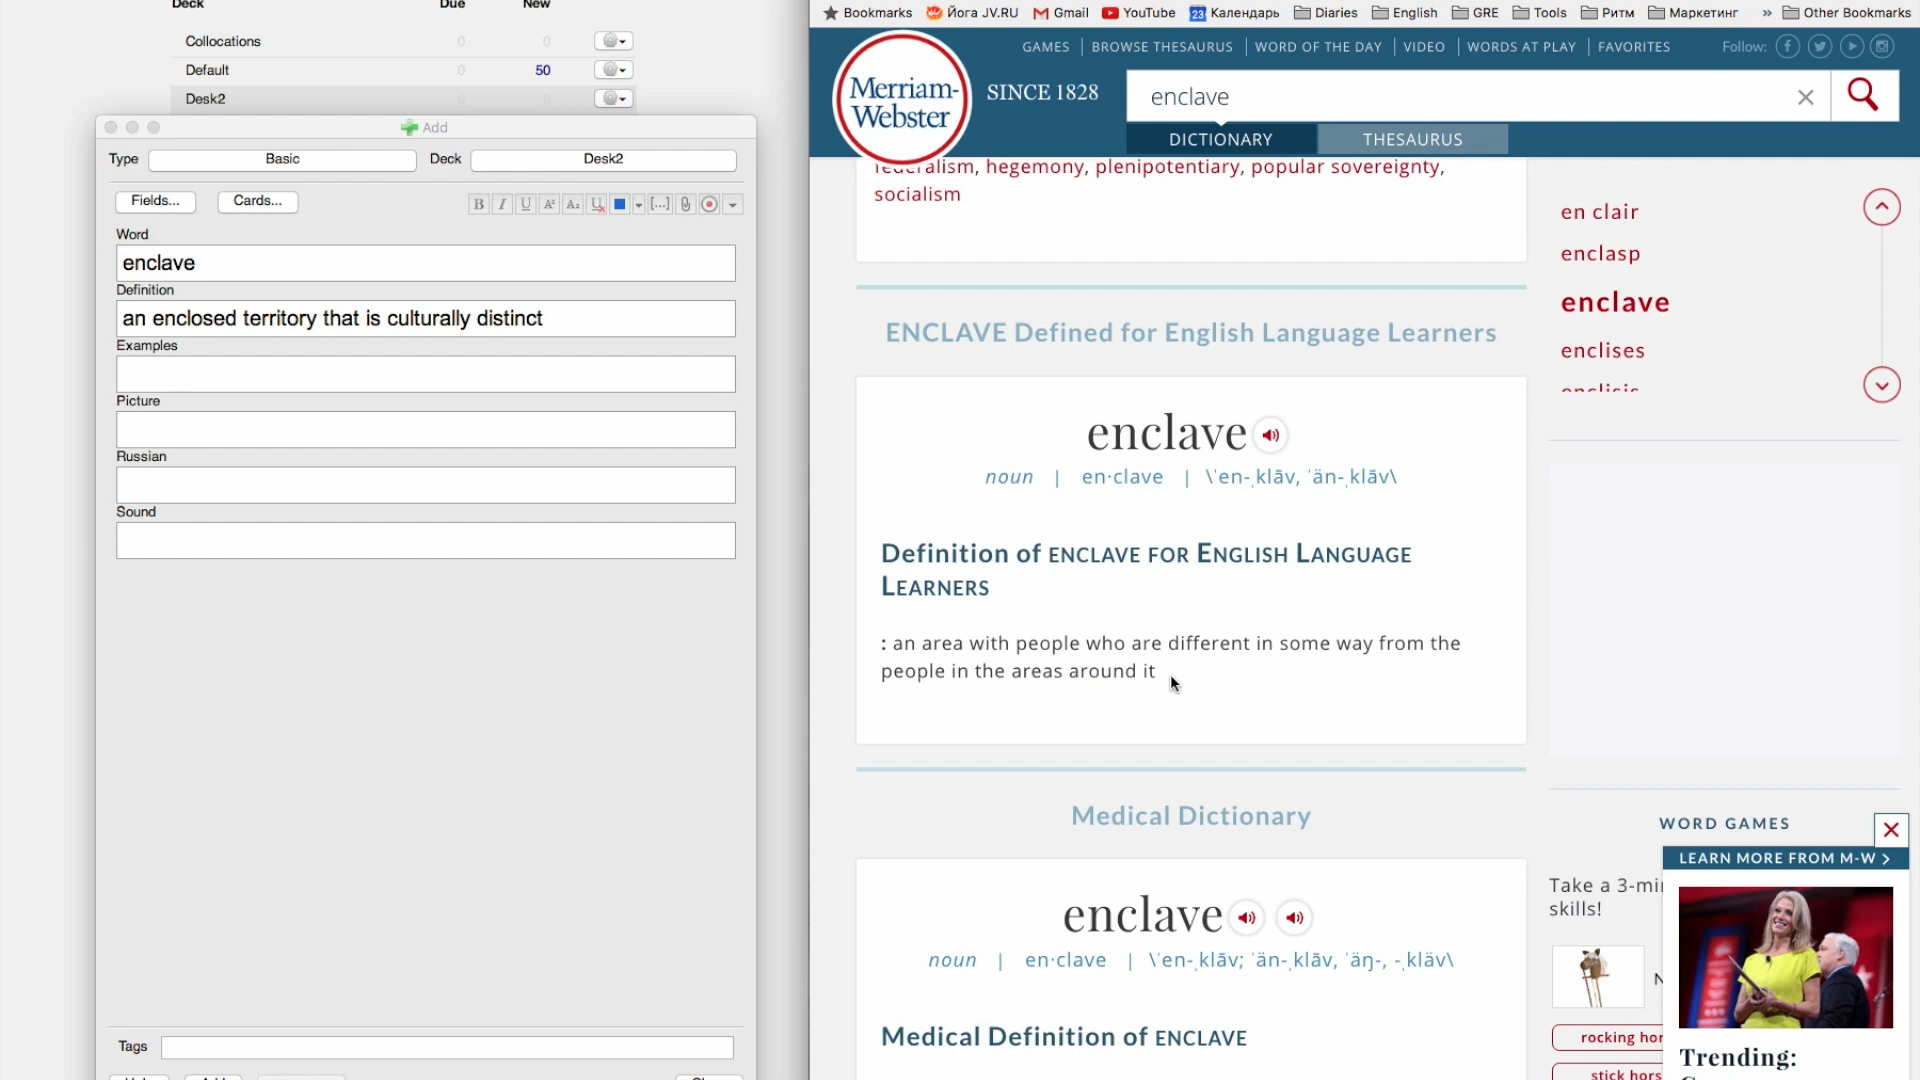 Deck Due New
Collocations 0 0
Default 0 50
Desk2 0 0
Add
Type Basic Deck Desk2
Fields... Cards...
Word
enclave
Definition
an enclosed territory that is culturally distinct
Examples
Picture
Russian
Sound
Tags
Bookmarks Йога JV.RU Gmail YouTube 23 Календарь Diaries English GRE Tools Ритм Маркетинг » Other Bookmarks
GAMES BROWSE THESAURUS WORD OF THE DAY VIDEO WORDS AT PLAY FAVORITES Follow:
Merriam-
Webster
SINCE 1828
enclave
DICTIONARY THESAURUS
federalism, hegemony, plenipotentiary, popular sovereignty,
socialism
ENCLAVE Defined for English Language Learners
enclave
noun | en·clave | \ˈen-ˌklāv, ˈän-ˌklāv\
Definition of ENCLAVE FOR ENGLISH LANGUAGE
LEARNERS
: an area with people who are different in some way from the
people in the areas around it
Medical Dictionary
enclave
noun | en·clave | \ˈen-ˌklāv; ˈän-ˌklāv, ˈäŋ-, -ˌkläv\
Medical Definition of ENCLAVE
en clair
enclasp
enclave
enclises
enclisis
WORD GAMES
LEARN MORE FROM M-W >
Take a 3-mi
skills!
N
rocking hor
stick hors
Trending: